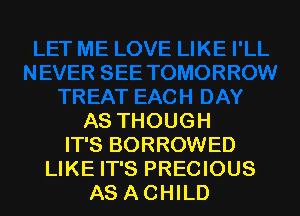 LET ME LOVE LIKE I'LL
NEVER SEE TOMORROW
TREAT EACH DAY
AS THOUGH
IT'S BORROWED
LIKE IT'S PRECIOUS
AS A CHILD